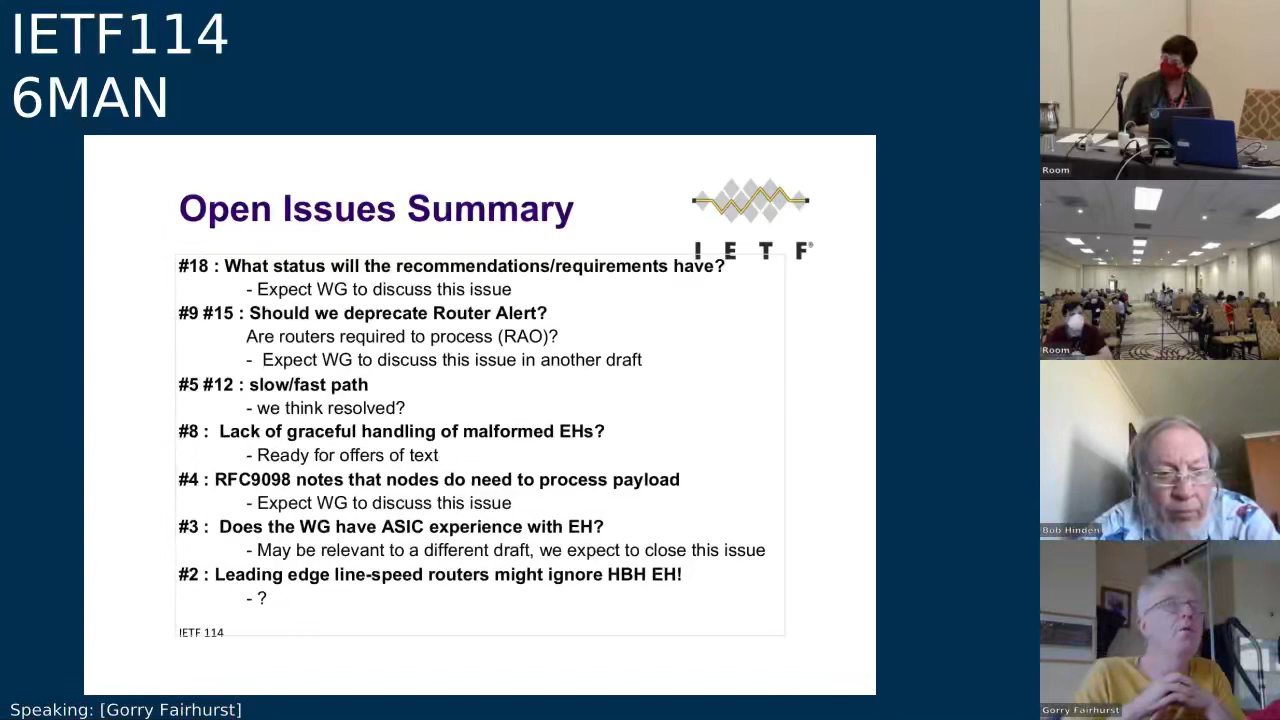 IETF114
6MAN
Open Issues Summary
I E T F®
#18 : What status will the recommendations/requirements have?
- Expect WG to discuss this issue
#9 #15 : Should we deprecate Router Alert?
Are routers required to process (RAO)?
- Expect WG to discuss this issue in another draft
#5 #12 : slow/fast path
- we think resolved?
#8 : Lack of graceful handling of malformed EHs?
- Ready for offers of text
#4 : RFC9098 notes that nodes do need to process payload
- Expect WG to discuss this issue
#3 : Does the WG have ASIC experience with EH?
- May be relevant to a different draft, we expect to close this issue
#2 : Leading edge line-speed routers might ignore HBH EH!
- ?
IETF 114
Speaking: [Gorry Fairhurst]
Room
Room
Bob Hinden
Gorry Fairhurst